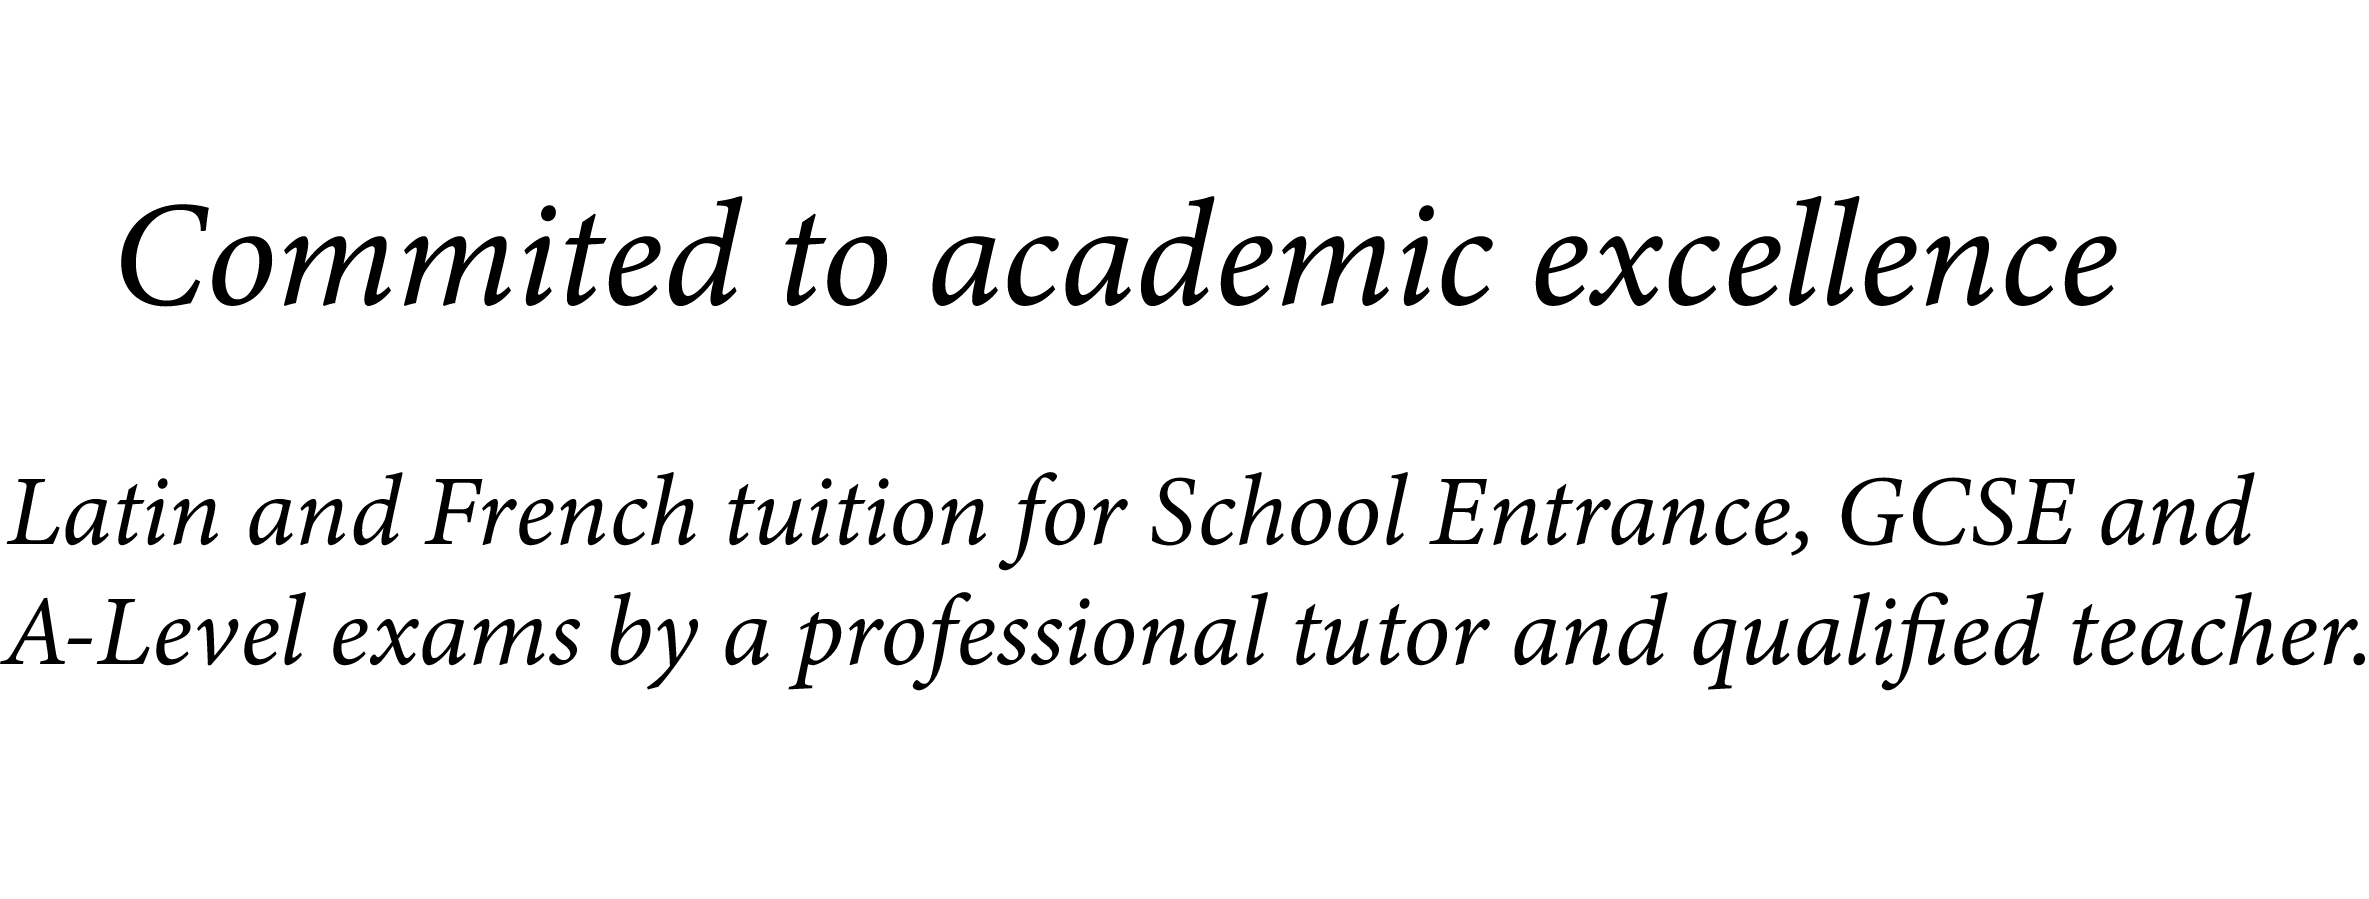 Commited to academic excellence
Latin and French tuition for School Entrance, GCSE and
A-Level exams by a professional tutor and qualified teacher.